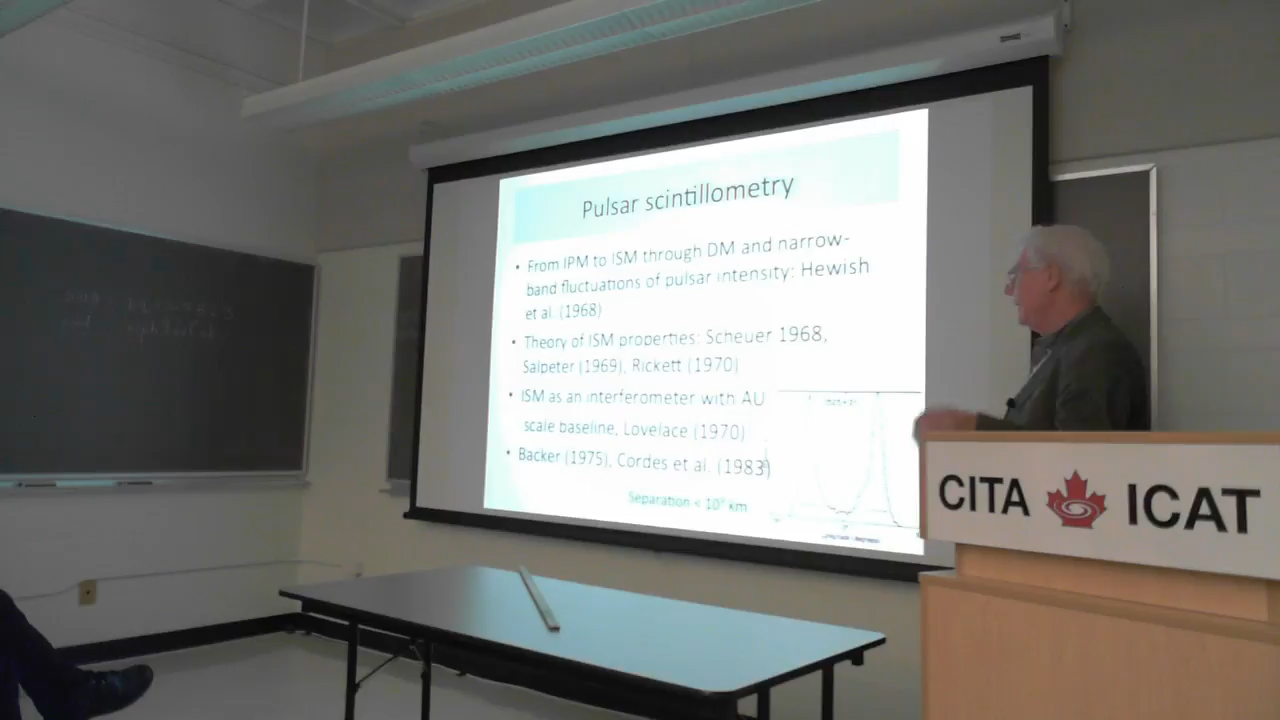 Pulsar scintillometry
• From IPM to ISM through DM and narrow-
band fluctuations of pulsar intensity: Hewish
et al. (1968)
• Theory of ISM properties: Scheuer 1968,
Salpeter (1969), Rickett (1970)
• ISM as an interferometer with AU
scale baseline, Lovelace (1970)
• Backer (1975), Cordes et al. (1983)
Separation < km
CITA ICAT